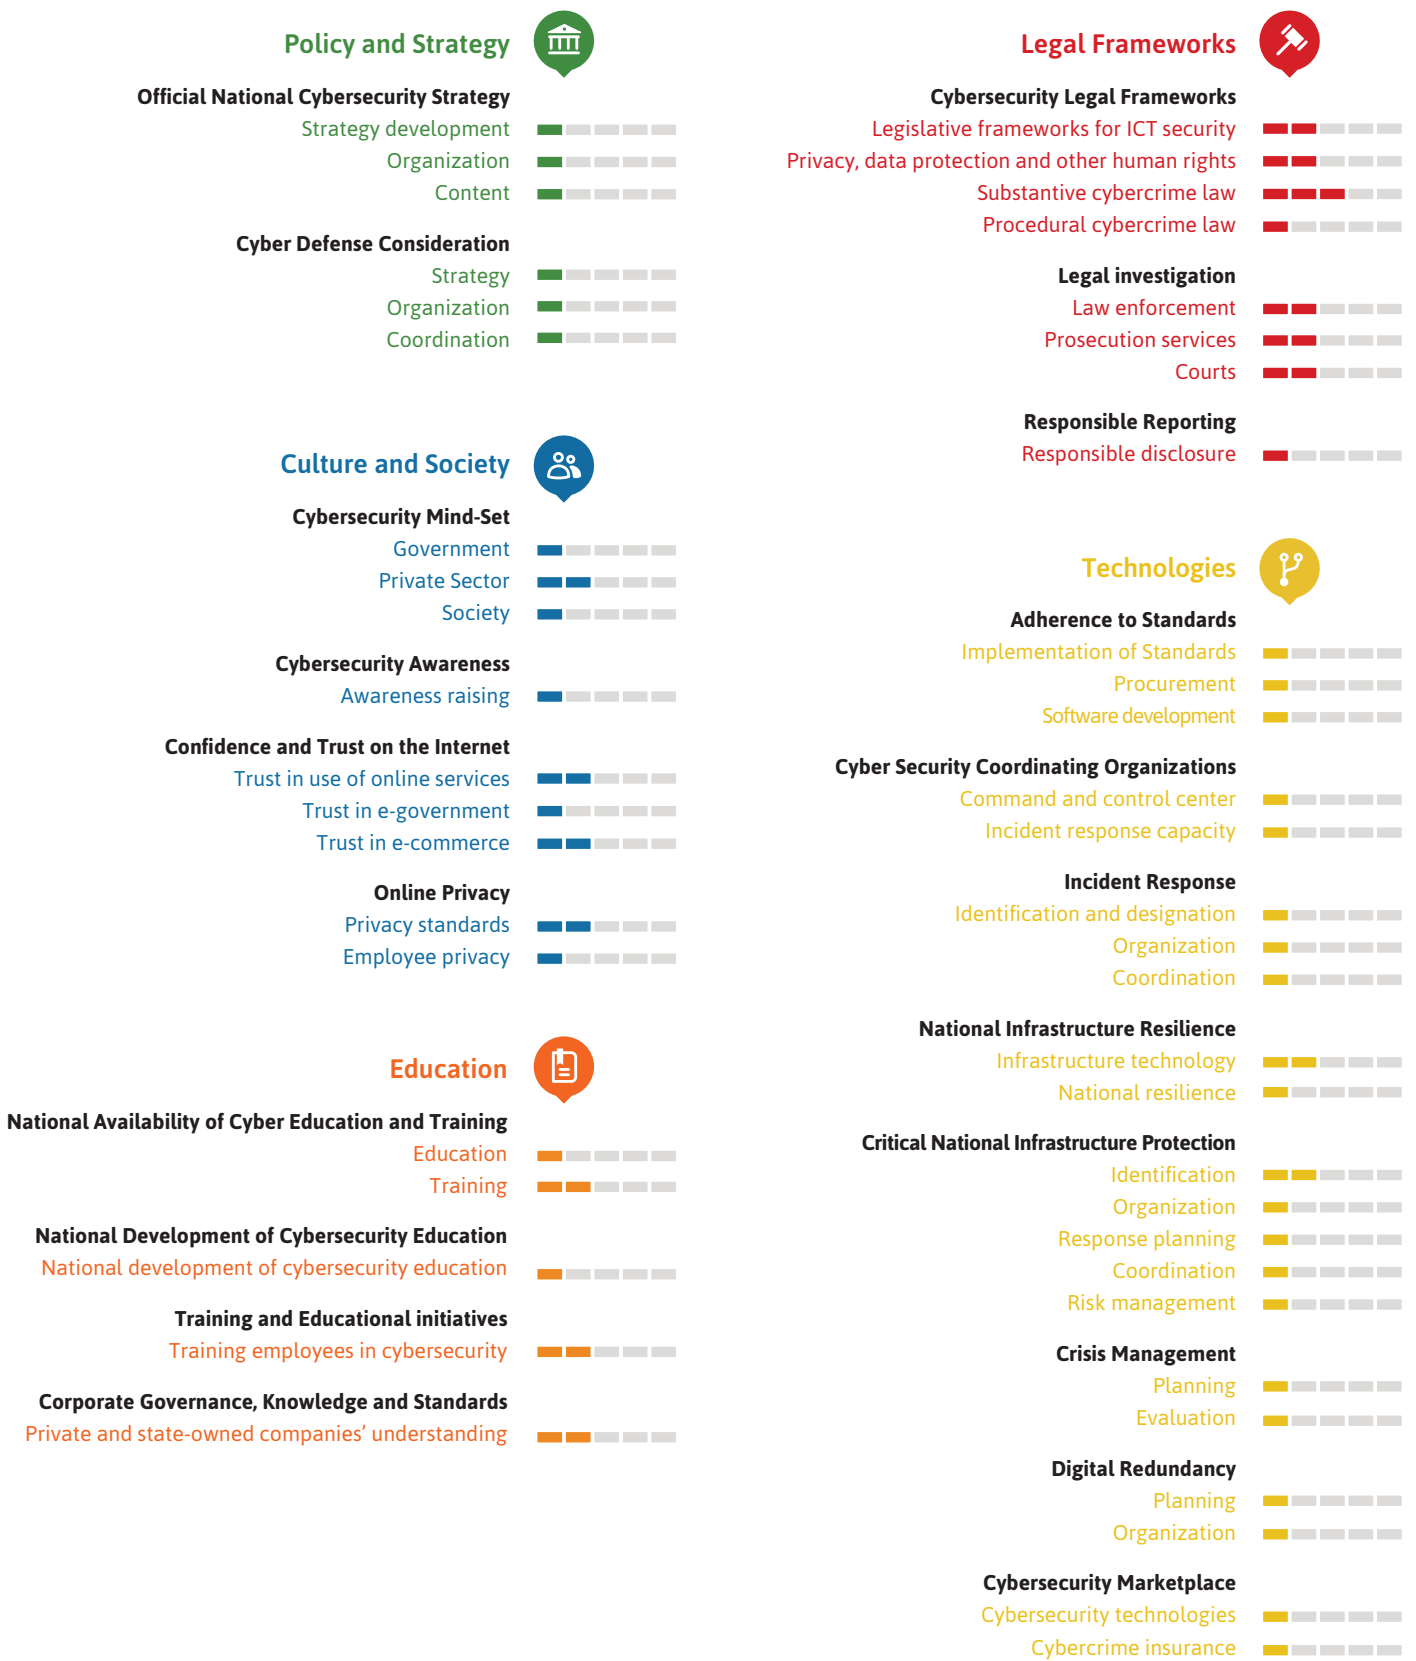 Policy and Strategy
Official National Cybersecurity Strategy
Strategy development
Organization
Content
Cyber Defense Consideration
Strategy
Organization
Coordination
Culture and Society
Cybersecurity Mind-Set
Government
Private Sector
Society
Cybersecurity Awareness
Awareness raising
Confidence and Trust on the Internet
Trust in use of online services
Trust in e-government
Trust in e-commerce
Online Privacy
Privacy standards
Employee privacy
Education
National Availability of Cyber Education and Training
Education
Training
National Development of Cybersecurity Education
National development of cybersecurity education
Training and Educational initiatives
Training employees in cybersecurity
Corporate Governance, Knowledge and Standards
Private and state-owned companies’ understanding
Legal Frameworks
Cybersecurity Legal Frameworks
Legislative frameworks for ICT security
Privacy, data protection and other human rights
Substantive cybercrime law
Procedural cybercrime law
Legal investigation
Law enforcement
Prosecution services
Courts
Responsible Reporting
Responsible disclosure
Technologies
Adherence to Standards
Implementation of Standards
Procurement
Software development
Cyber Security Coordinating Organizations
Command and control center
Incident response capacity
Incident Response
Identification and designation
Organization
Coordination
National Infrastructure Resilience
Infrastructure technology
National resilience
Critical National Infrastructure Protection
Identification
Organization
Response planning
Coordination
Risk management
Crisis Management
Planning
Evaluation
Digital Redundancy
Planning
Organization
Cybersecurity Marketplace
Cybersecurity technologies
Cybercrime insurance